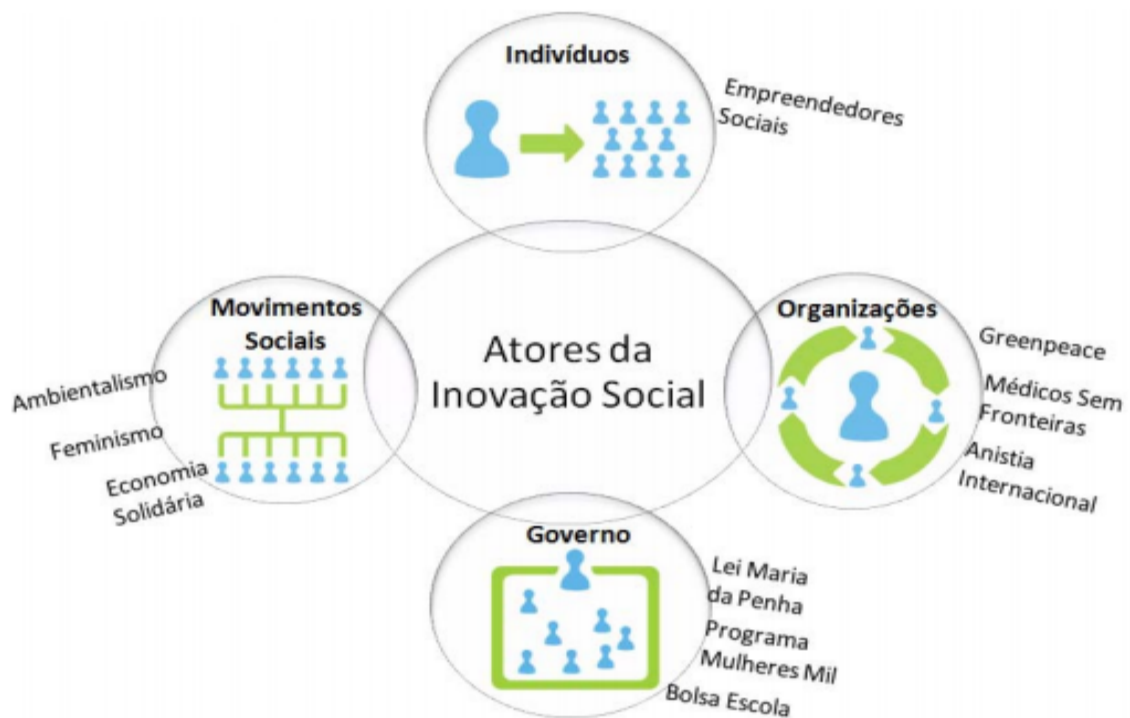 Indivíduos
Empreendedores
Sociais
Movimentos
Sociais
Ambientalismo
Feminismo
Economia
Solidária
Atores da
Inovação Social
Organizações
Greenpeace
Médicos Sem
Fronteiras
Anistia
Internacional
Governo
Lei Maria
da Penha
Programa
Mulheres Mil
Bolsa Escola